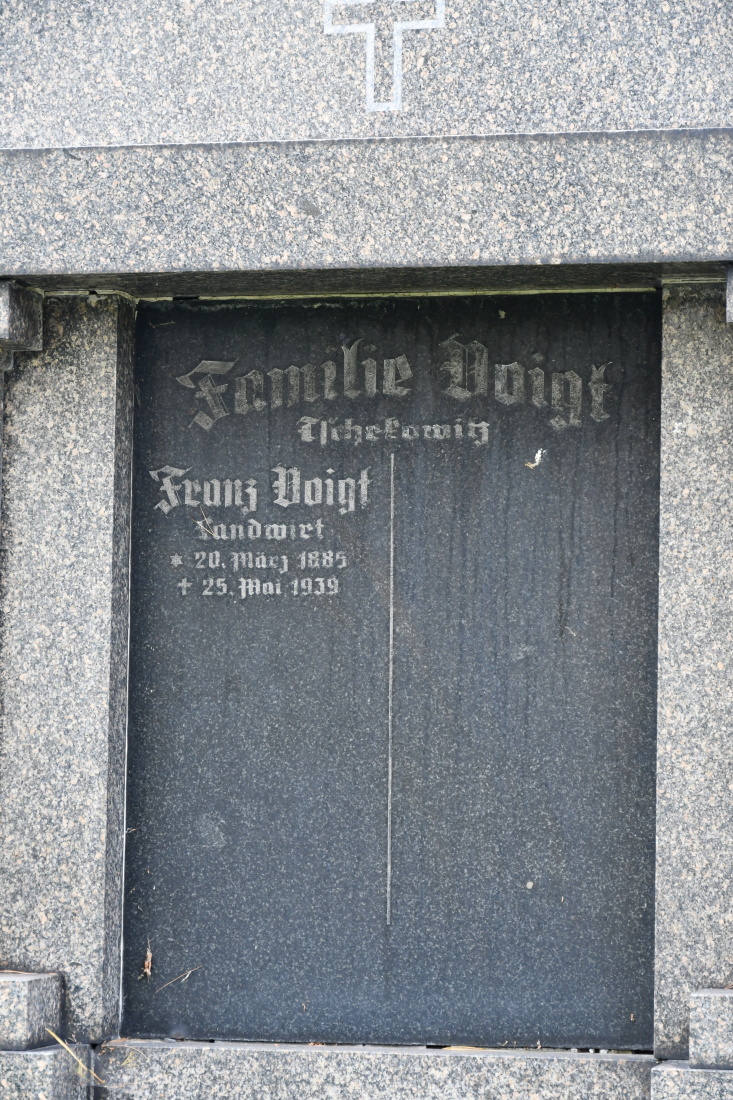 Familie Voigt
Tschekowitz
Franz Voigt
Landwirt
* 20. März 1885
+ 25. Mai 1939